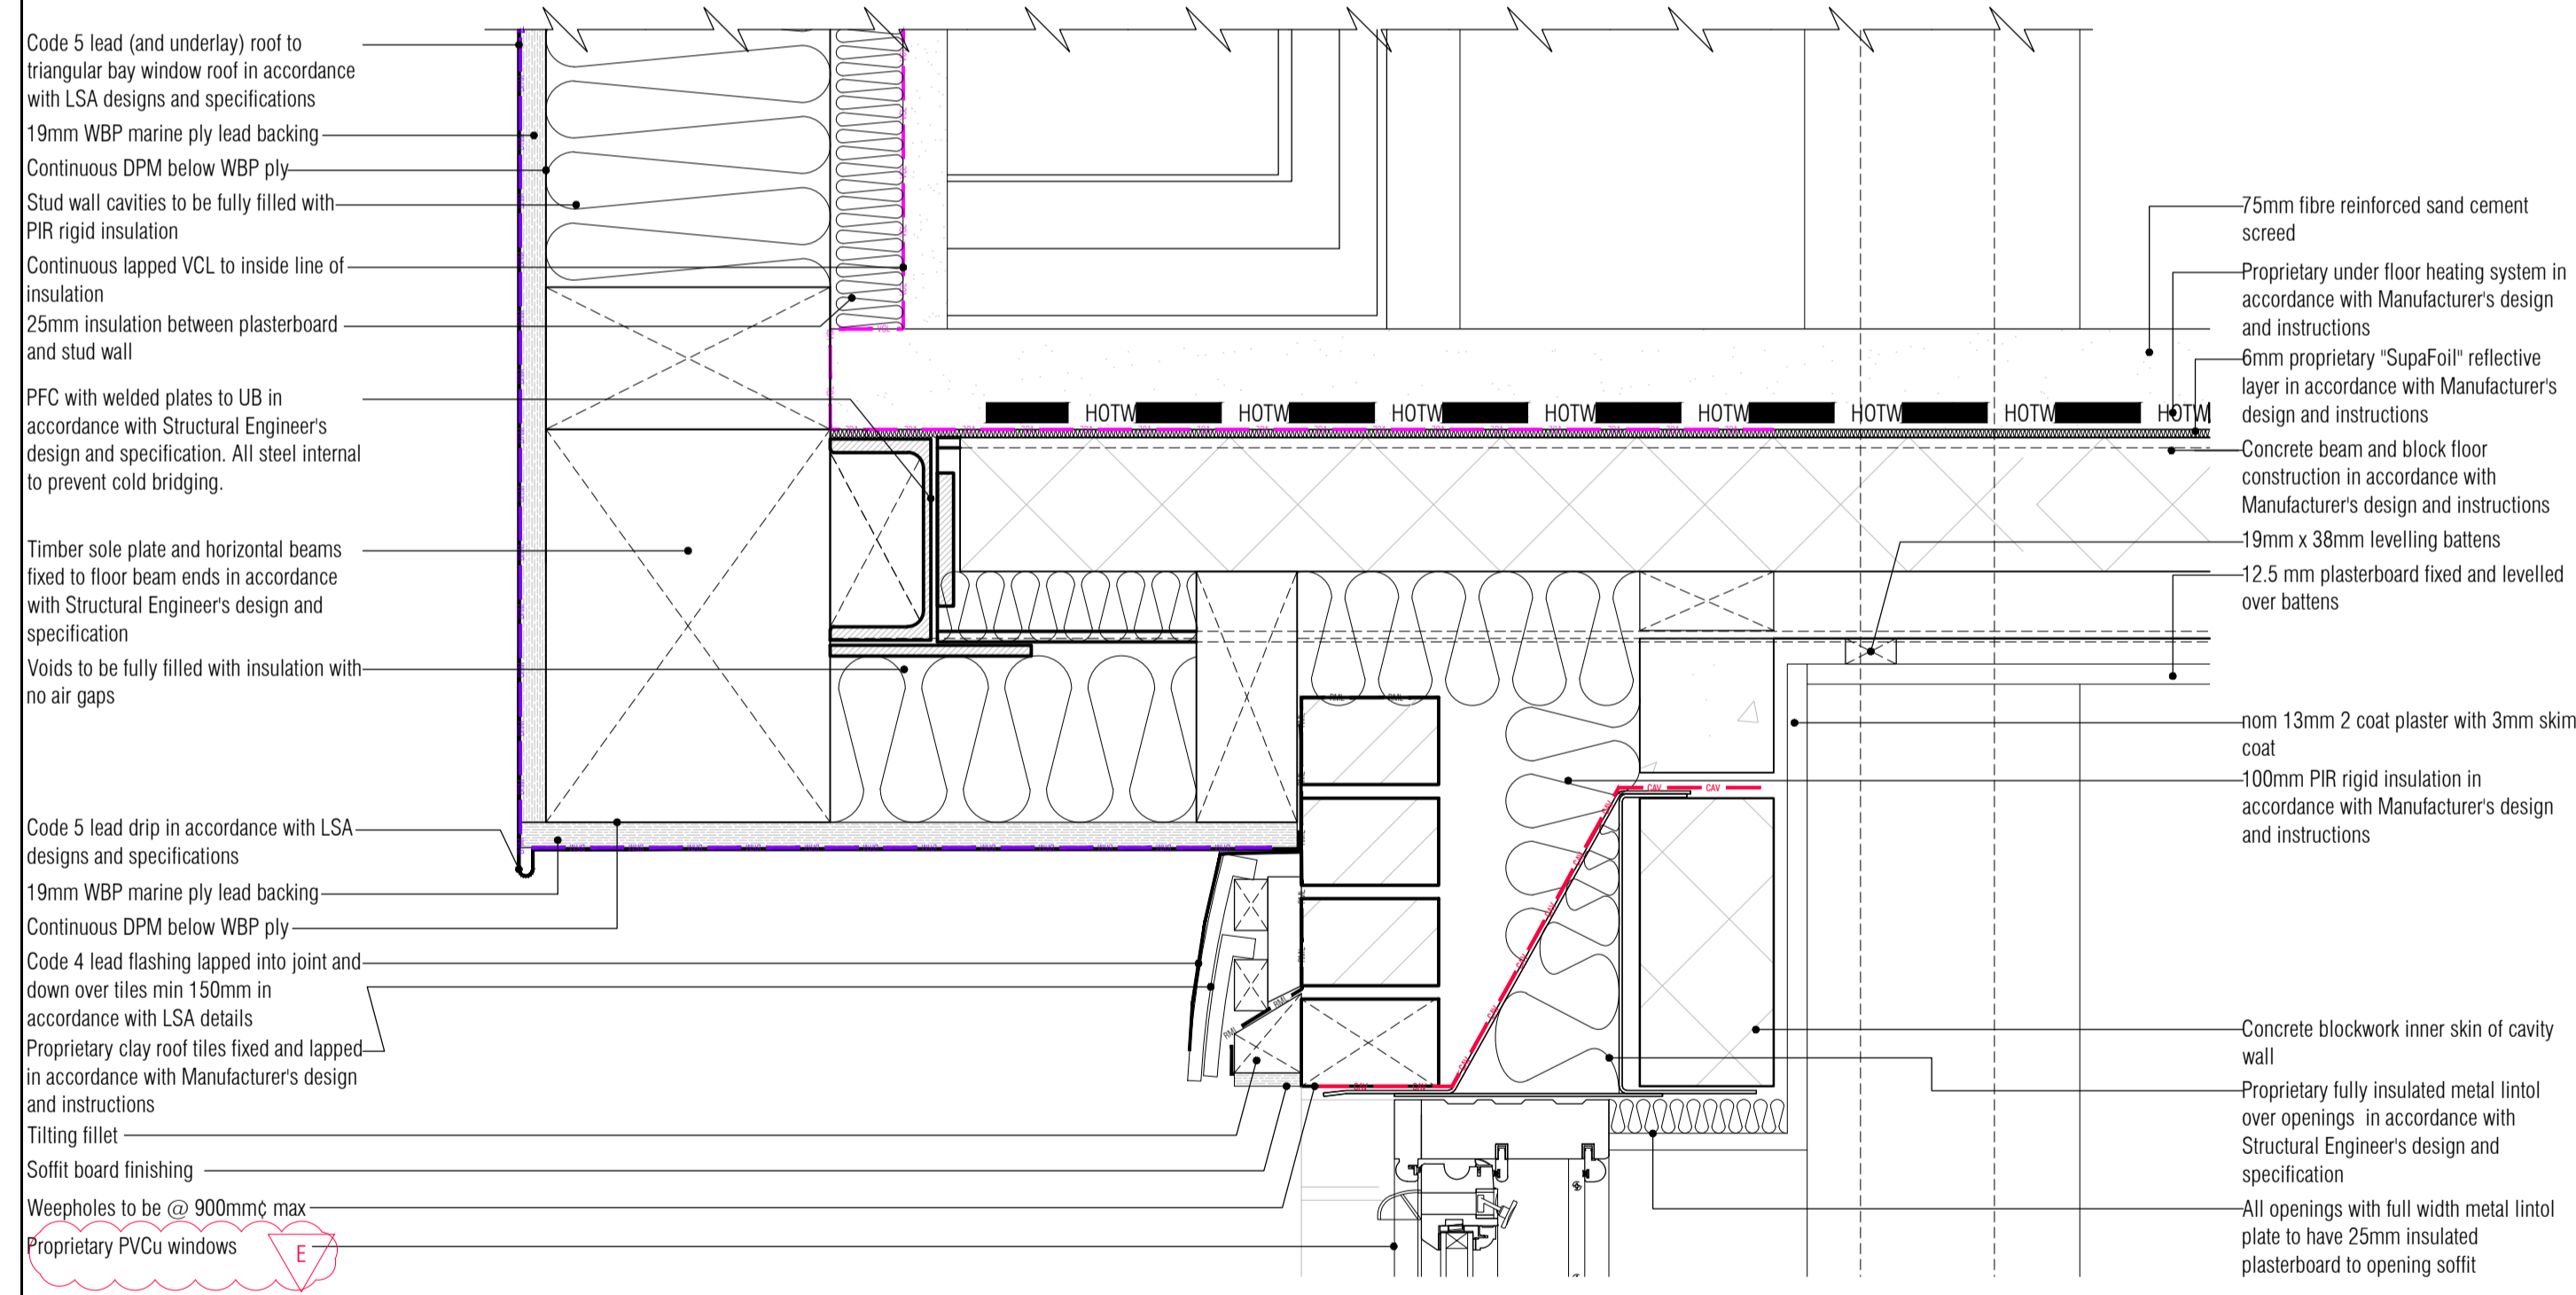 Code 5 lead (and underlay) roof to
triangular bay window roof in accordance
with LSA designs and specifications
19mm WBP marine ply lead backing
Continuous DPM below WBP ply
Stud wall cavities to be fully filled with
PIR rigid insulation
Continuous lapped VCL to inside line of
insulation
25mm insulation between plasterboard
and stud wall
PFC with welded plates to UB in
accordance with Structural Engineer's
design and specification. All steel internal
to prevent cold bridging.
Timber sole plate and horizontal beams
fixed to floor beam ends in accordance
with Structural Engineer's design and
specification
Voids to be fully filled with insulation with
no air gaps
Code 5 lead drip in accordance with LSA
designs and specifications
19mm WBP marine ply lead backing
Continuous DPM below WBP ply
Code 4 lead flashing lapped into joint and
down over tiles min 150mm in
accordance with LSA details
Proprietary clay roof tiles fixed and lapped
in accordance with Manufacturer's design
and instructions
Tilting fillet
Soffit board finishing
Weepholes to be @ 900mm¢ max
Proprietary PVCu windows
E
VCL
HOTW HOTW HOTW HOTW HOTW HOTW HOTW HOTW
RML RML
CAV CAV
CAV
CAV
CAV
CAV
CAV
CAV
RML
RML
CAV CAV
75mm fibre reinforced sand cement
screed
Proprietary under floor heating system in
accordance with Manufacturer's design
and instructions
6mm proprietary "SupaFoil" reflective
layer in accordance with Manufacturer's
design and instructions
Concrete beam and block floor
construction in accordance with
Manufacturer's design and instructions
19mm x 38mm levelling battens
12.5 mm plasterboard fixed and levelled
over battens
nom 13mm 2 coat plaster with 3mm skim
coat
100mm PIR rigid insulation in
accordance with Manufacturer's design
and instructions
Concrete blockwork inner skin of cavity
wall
Proprietary fully insulated metal lintol
over openings in accordance with
Structural Engineer's design and
specification
All openings with full width metal lintol
plate to have 25mm insulated
plasterboard to opening soffit